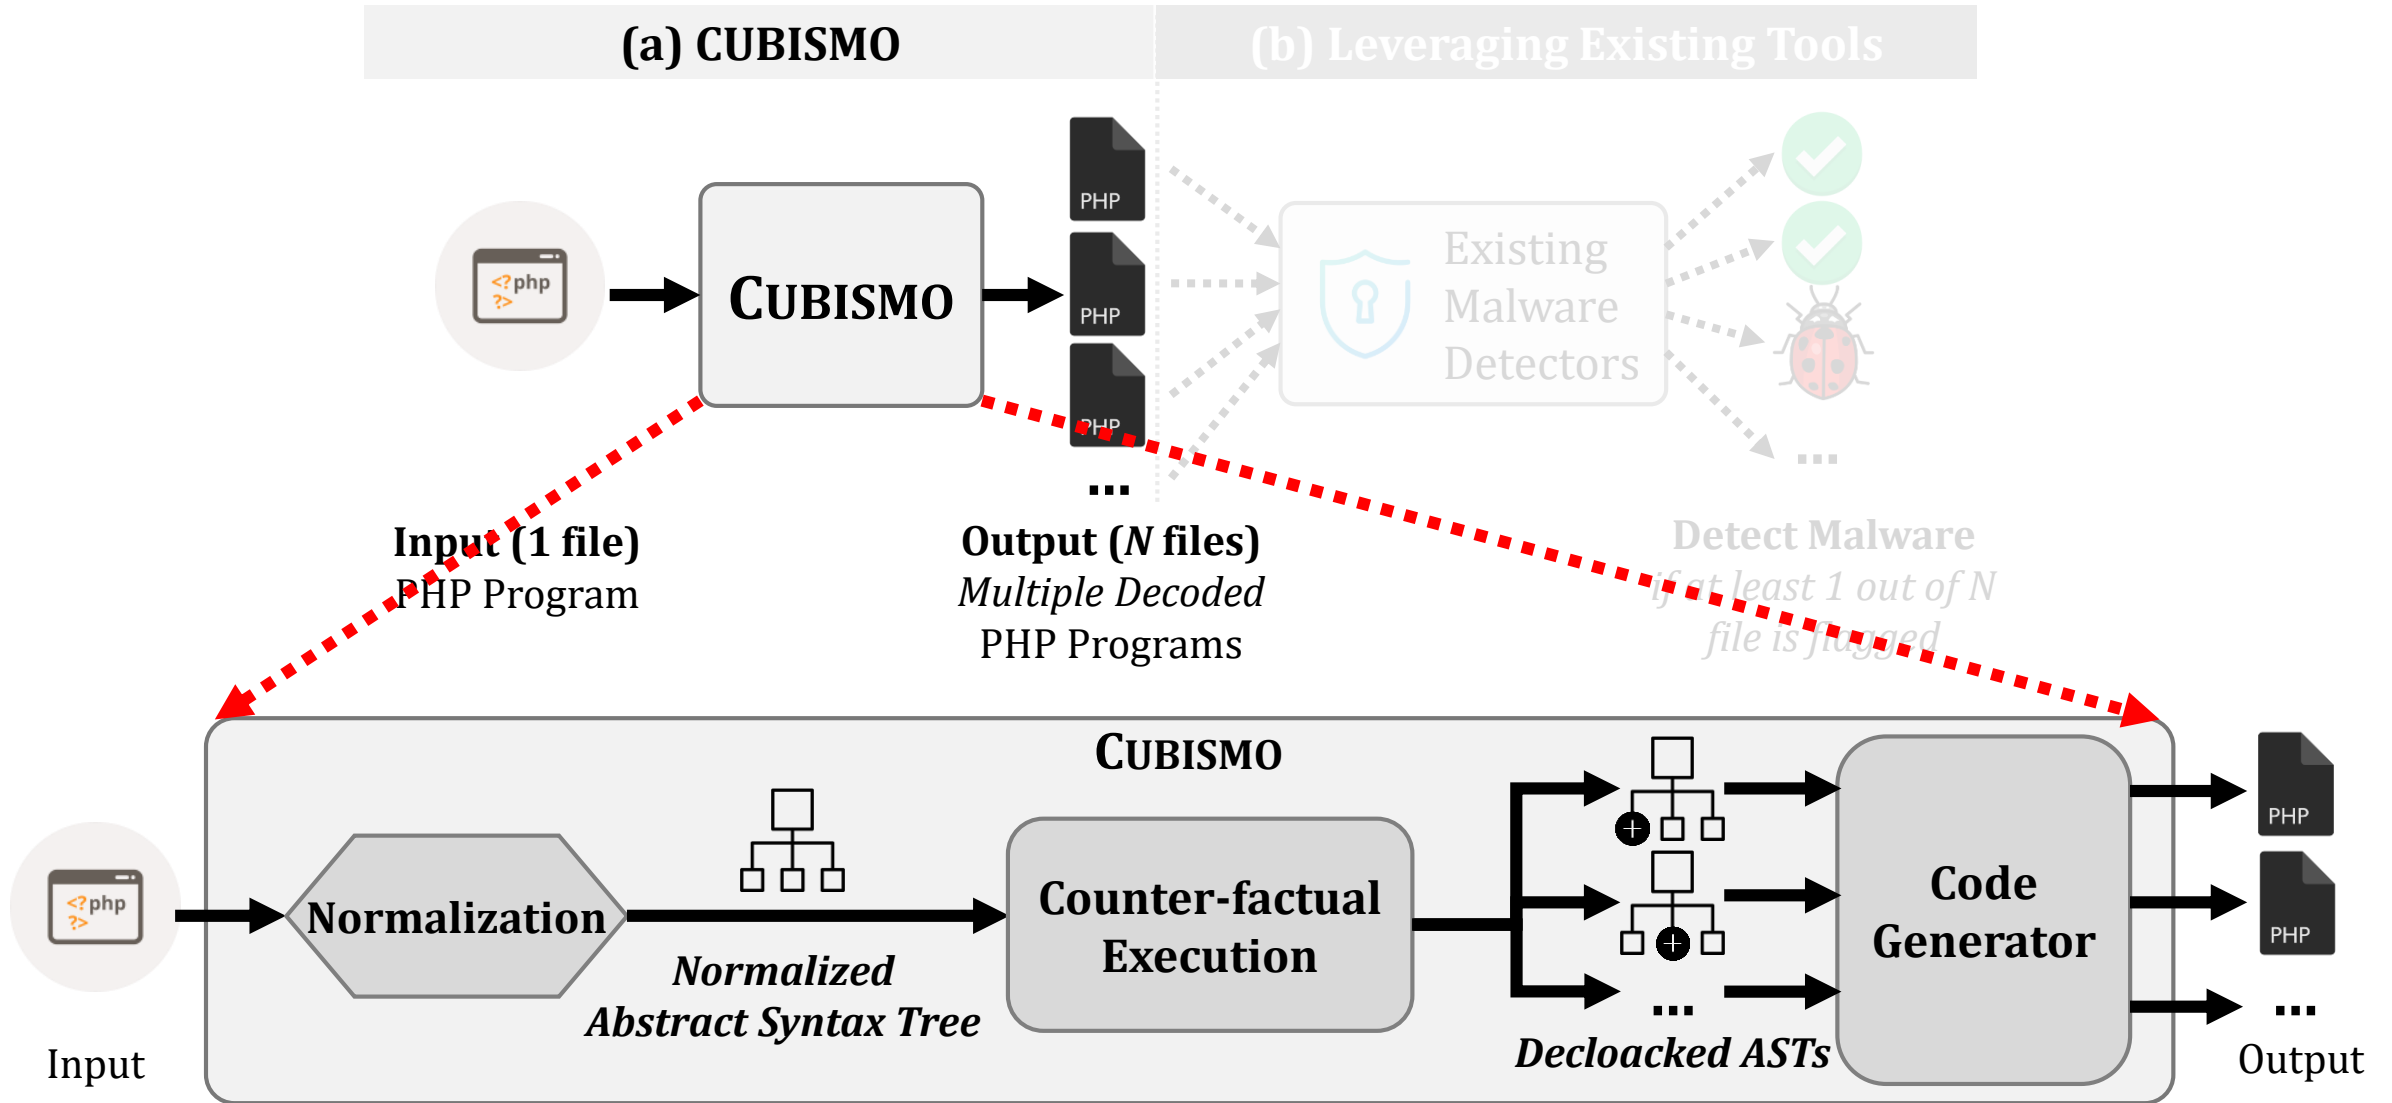 (a) CUBISMO
(b) Leveraging Existing Tools
<?php
?>
CUBISMO
PHP
PHP
PHP
...
Existing
Malware
Detectors
...
Input (1 file)
PHP Program
Output (N files)
Multiple Decoded
PHP Programs
Detect Malware
if at least 1 out of N
file is flagged
CUBISMO
<?php
?>
Input
Normalization
Normalized
Abstract Syntax Tree
Counter-factual
Execution
+
+
...
Decloacked ASTs
Code
Generator
PHP
PHP
...
Output